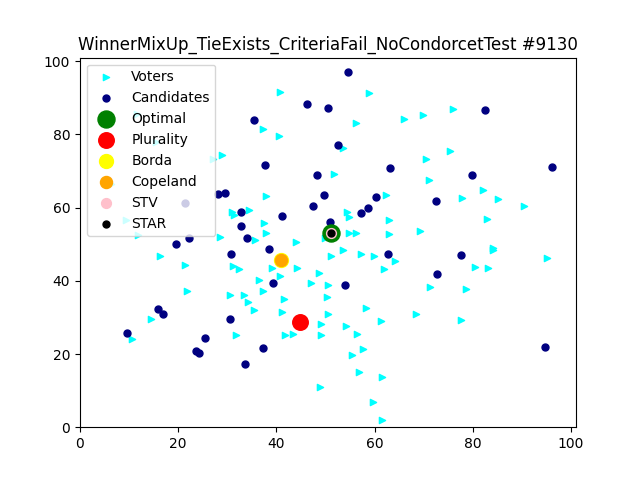 WinnerMixUp_TieExists_CriteriaFail_NoCondorcetTest #9130
100
80
60
40
20
0
Voters
Candidates
Optimal
Plurality
Borda
Copeland
STV
STAR
0 20 40 60 80 100